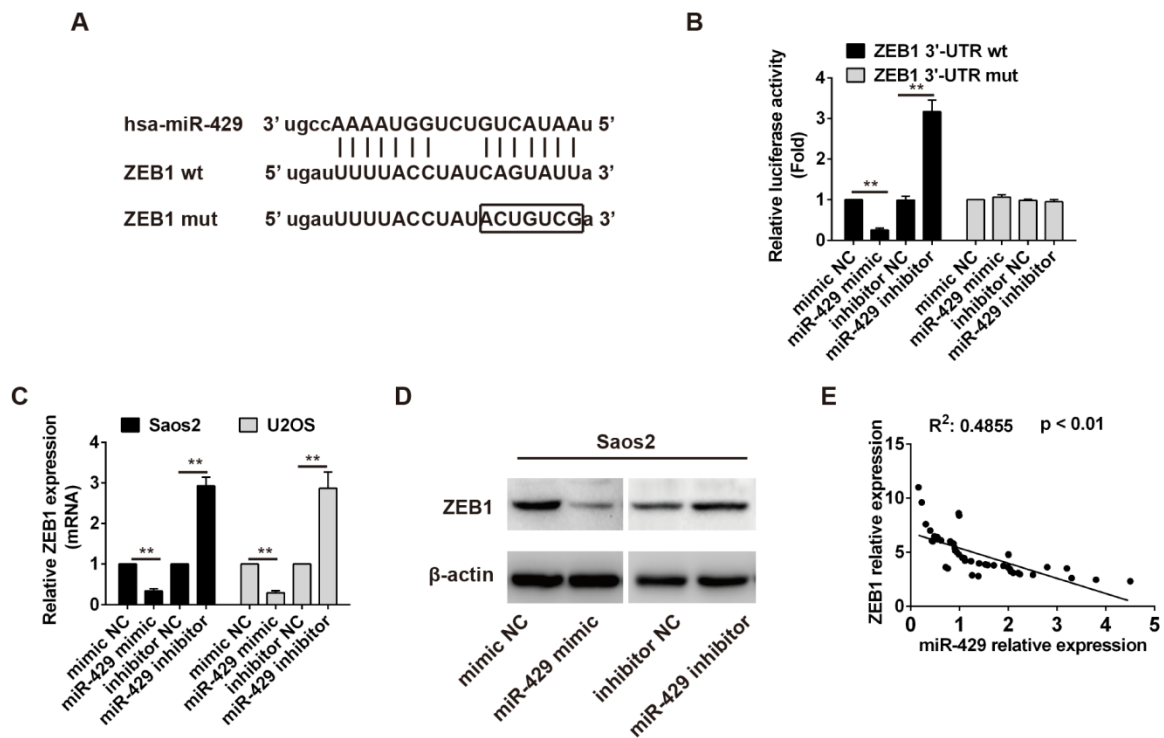 A
hsa-miR-429 3’ ugccAAAAUGGUCUGUCAUAAu 5’
ZEB1 wt 5’ ugauUUUUACCUAUCAGUAUUa 3’
ZEB1 mut 5’ ugauUUUUACCUAUACUGUCGa 3’
B
ZEB1 3'-UTR wt
ZEB1 3'-UTR mut
Relative luciferase activity
(Fold)
4
3
2
1
0
**
**
mimic NC
miR-429 mimic
inhibitor NC
miR-429 inhibitor
mimic NC
miR-429 mimic
inhibitor NC
miR-429 inhibitor
C
Saos2
U2OS
Relative ZEB1 expression
(mRNA)
4
3
2
1
0
**
**
**
**
mimic NC
miR-429 mimic
inhibitor NC
miR-429 inhibitor
mimic NC
miR-429 mimic
inhibitor NC
miR-429 inhibitor
D
Saos2
ZEB1
β-actin
mimic NC
miR-429 mimic
inhibitor NC
miR-429 inhibitor
E
R²: 0.4855 p < 0.01
ZEB1 relative expression
15
10
5
0
0 1 2 3 4 5
miR-429 relative expression